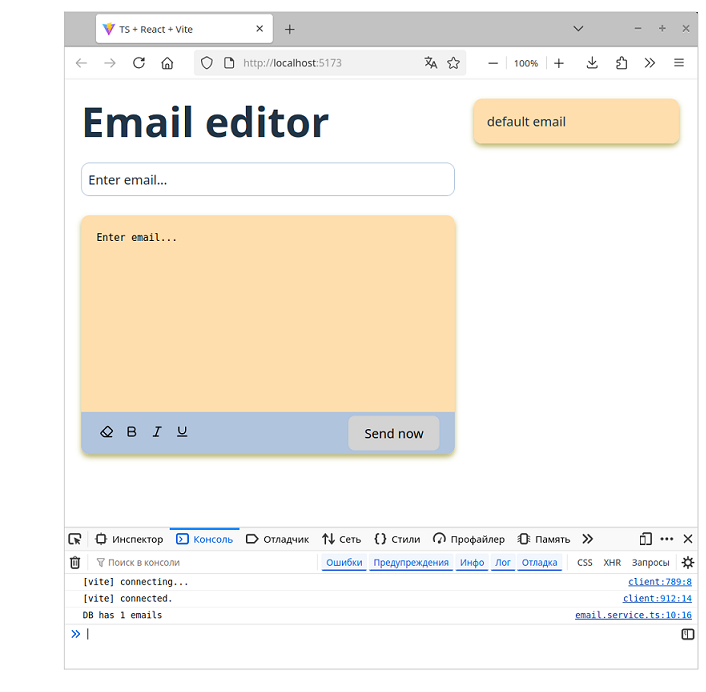 TS + React + Vite
http://localhost:5173
100%
Email editor
default email
Enter email...
Enter email...
B I U
Send now
Инспектор Консоль Отладчик Сеть Стили Профайлер Память
Поиск в консоли Ошибки Предупреждения Инфо Лог Отладка CSS XHR Запросы
[vite] connecting... client:789:8
[vite] connected. client:912:14
DB has 1 emails email.service.ts:10:16